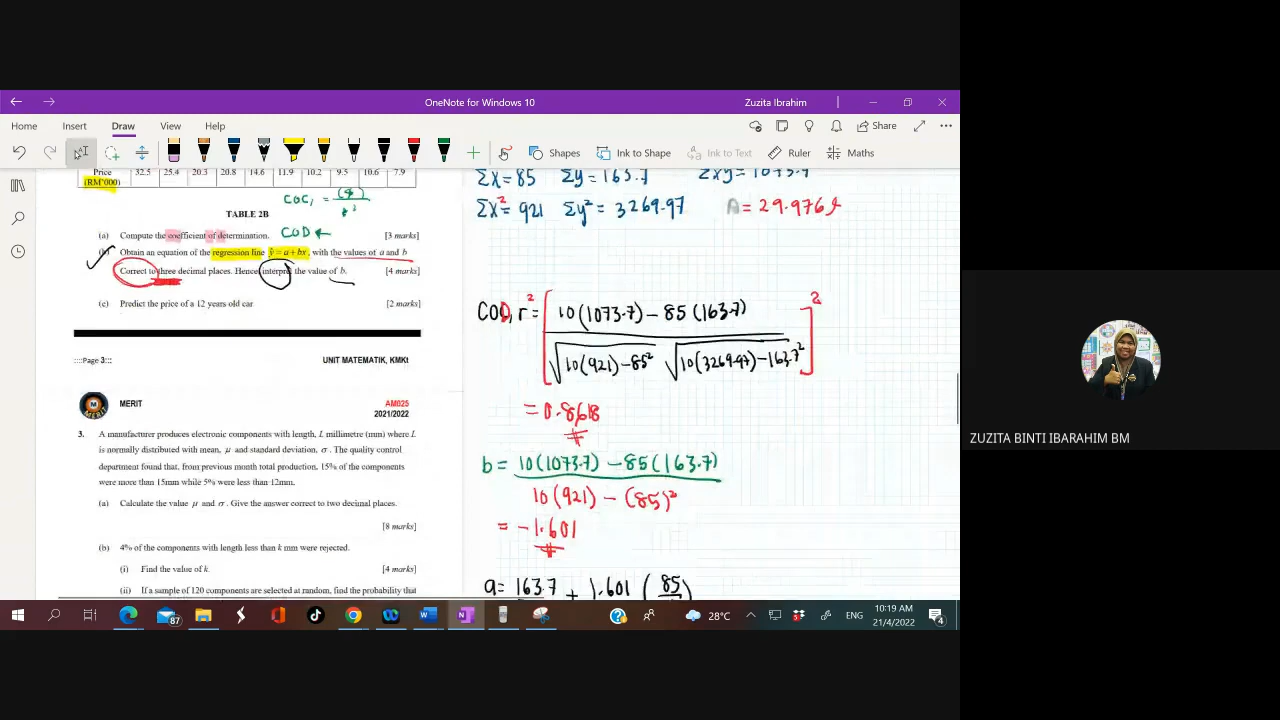 OneNote for Windows 10
Zuzita Ibrahim
Home Insert Draw View Help
Share
Shapes Ink to Shape Ink to Text Ruler Maths
Price 32.5 25.4 20.3 20.8 14.6 11.9 10.2 9.5 10.6 7.9
(RM'000)
TABLE 2B
(a) Compute the coefficient of determination. [3 marks]
COD ←
(b) Obtain an equation of the regression line ŷ = a + bx, with the values of a and b
Correct to three decimal places. Hence interpret the value of b. [4 marks]
(c) Predict the price of a 12 years old car [2 marks]
::::Page 3::: UNIT MATEMATIK, KMKt
MERIT AM025
2021/2022
3. A manufacturer produces electronic components with length, L millimetre (mm) where L
is normally distributed with mean, μ and standard deviation, σ. The quality control
department found that, from previous month total production, 15% of the components
were more than 15mm while 5% were less than 12mm.
(a) Calculate the value μ and σ. Give the answer correct to two decimal places.
[8 marks]
(b) 4% of the components with length less than k mm were rejected.
(i) Find the value of k. [4 marks]
(ii) If a sample of 120 components are selected at random, find the probability that
Σx = 85 Σy = 163.7 Σxy = 1073.7
Σx² = 921 Σy² = 3269.97
COD, r² = [ 10(1073.7) − 85(163.7)
√10(921) − 85² √10(3269.97) − 163.7² ]²
= 0.8618
b = 10(1073.7) − 85(163.7)
10(921) − (85)²
= −1.601
a = 163.7 + 1.601 ( 85 )
ZUZITA BINTI IBARAHIM BM
87
28°C
ENG
10:19 AM
21/4/2022
4